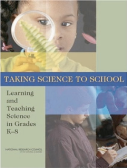 TAKING SCIENCE TO SCHOOL
Learning
and
Teaching
Science
in Grades
K–8